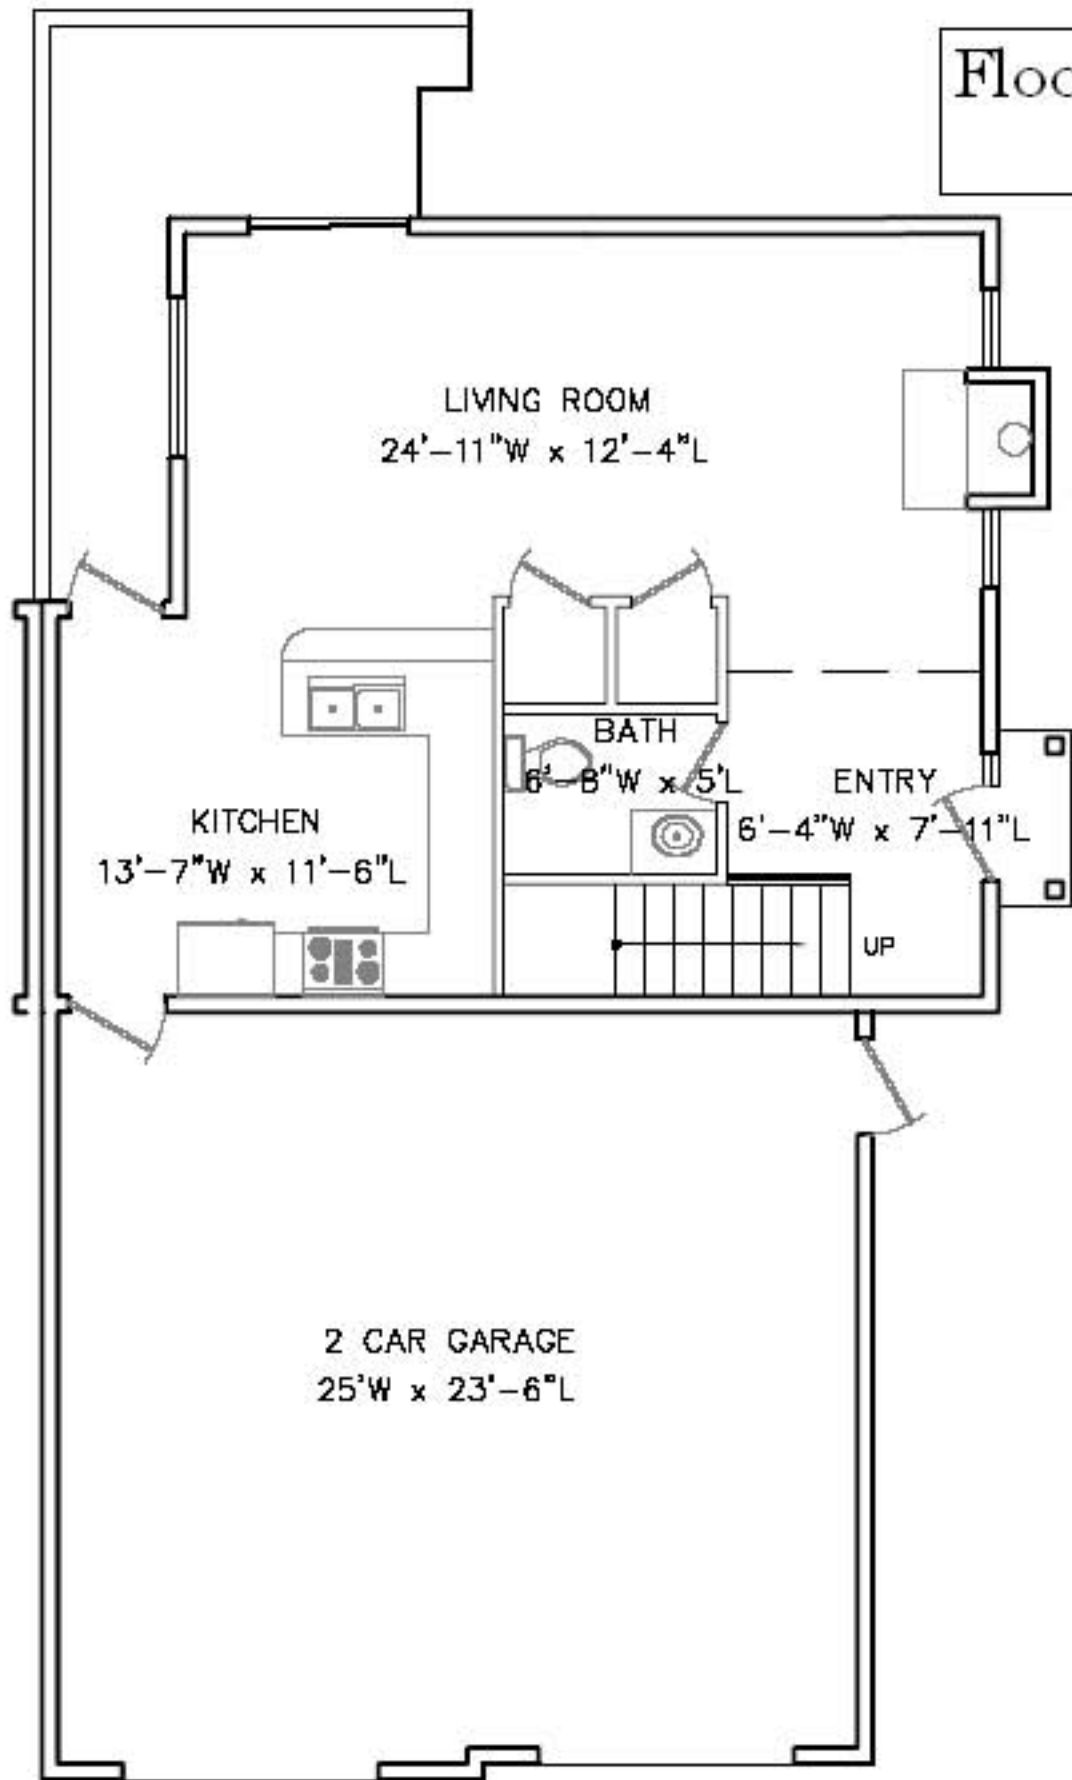 Floo
LIVING ROOM
24'-11"W x 12'-4"L
BATH
6'-8"W x 5'L
ENTRY
6'-4"W x 7'-11"L
KITCHEN
13'-7"W x 11'-6"L
UP
2 CAR GARAGE
25'W x 23'-6"L